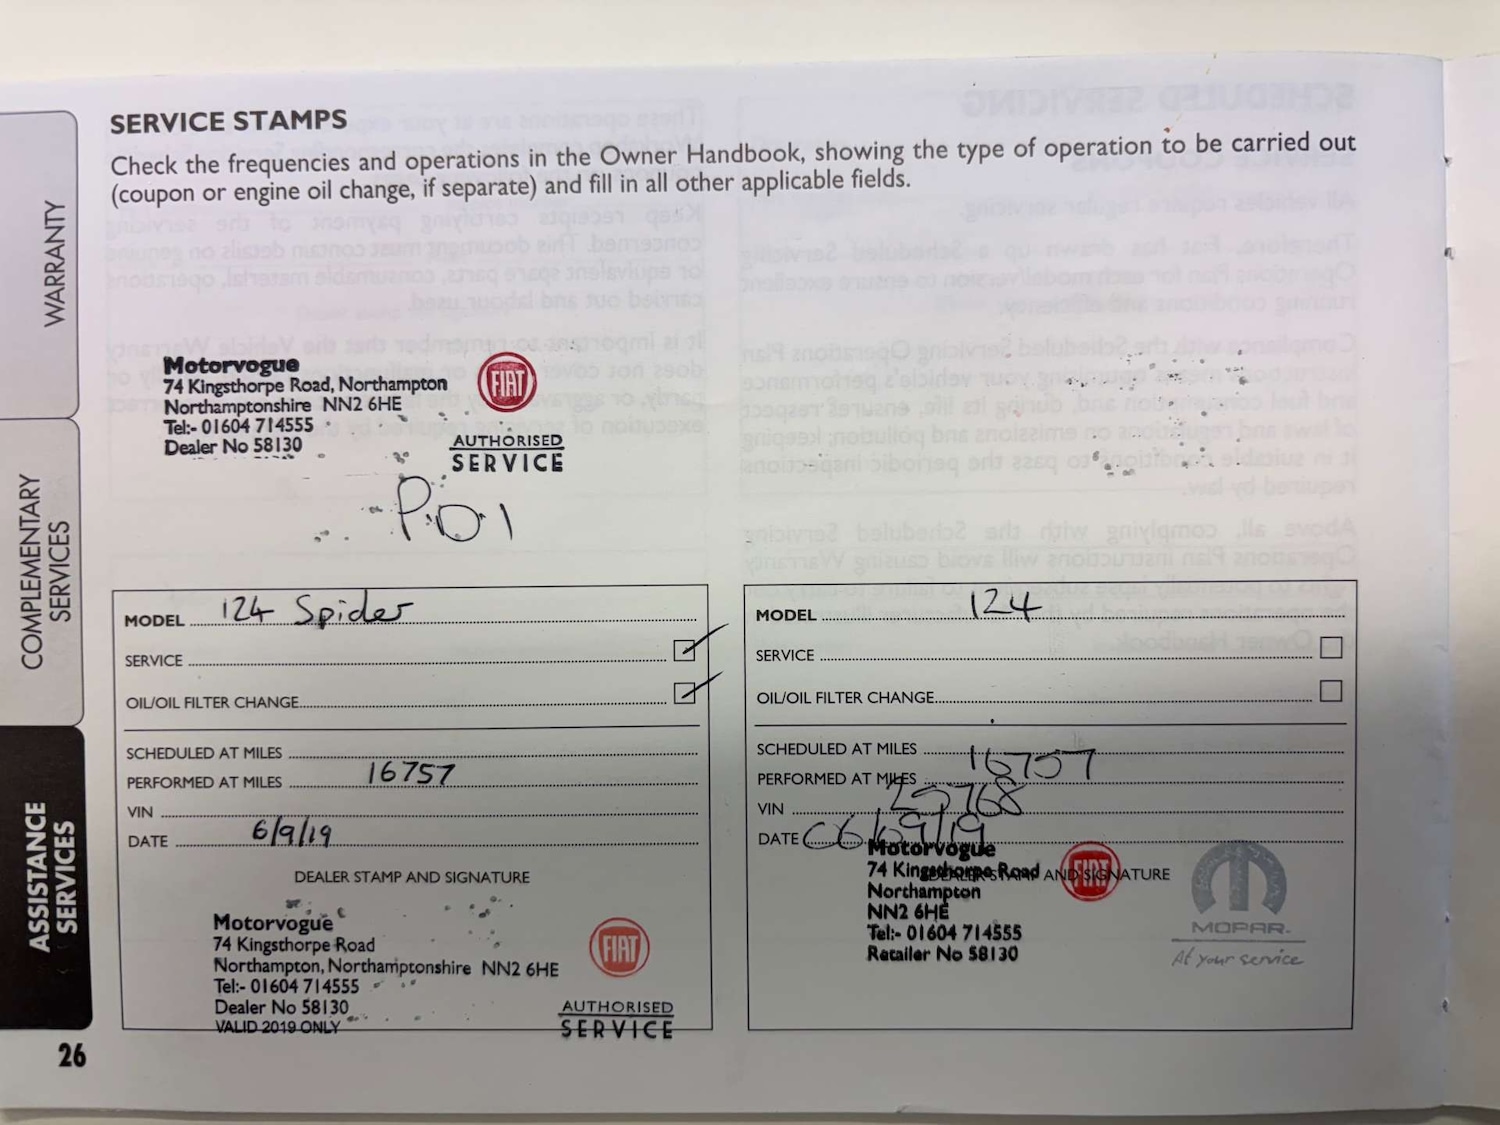 SERVICE STAMPS
Check the frequencies and operations in the Owner Handbook, showing the type of operation to be carried out
(coupon or engine oil change, if separate) and fill in all other applicable fields.
WARRANTY
COMPLEMENTARY
SERVICES
ASSISTANCE
SERVICES
Motorvogue
74 Kingsthorpe Road, Northampton
Northamptonshire NN2 6HE
Tel:- 01604 714555
Dealer No 58130
FIAT
AUTHORISED
SERVICE
P.D.I
MODEL 124 Spider
SERVICE
OIL/OIL FILTER CHANGE
SCHEDULED AT MILES
PERFORMED AT MILES 16757
VIN
DATE 6/9/19
DEALER STAMP AND SIGNATURE
Motorvogue
74 Kingsthorpe Road
Northampton, Northamptonshire NN2 6HE
Tel:- 01604 714555
Dealer No 58130
VALID 2019 ONLY
FIAT
AUTHORISED
SERVICE
MODEL 124
SERVICE
OIL/OIL FILTER CHANGE
SCHEDULED AT MILES
PERFORMED AT MILES 16757
VIN 25768
DATE 06/09/19
DEALER STAMP AND SIGNATURE
Motorvogue
74 Kingsthorpe Road
Northampton
NN2 6HE
Tel:- 01604 714555
Retailer No 58130
FIAT
MOPAR
At your service
26